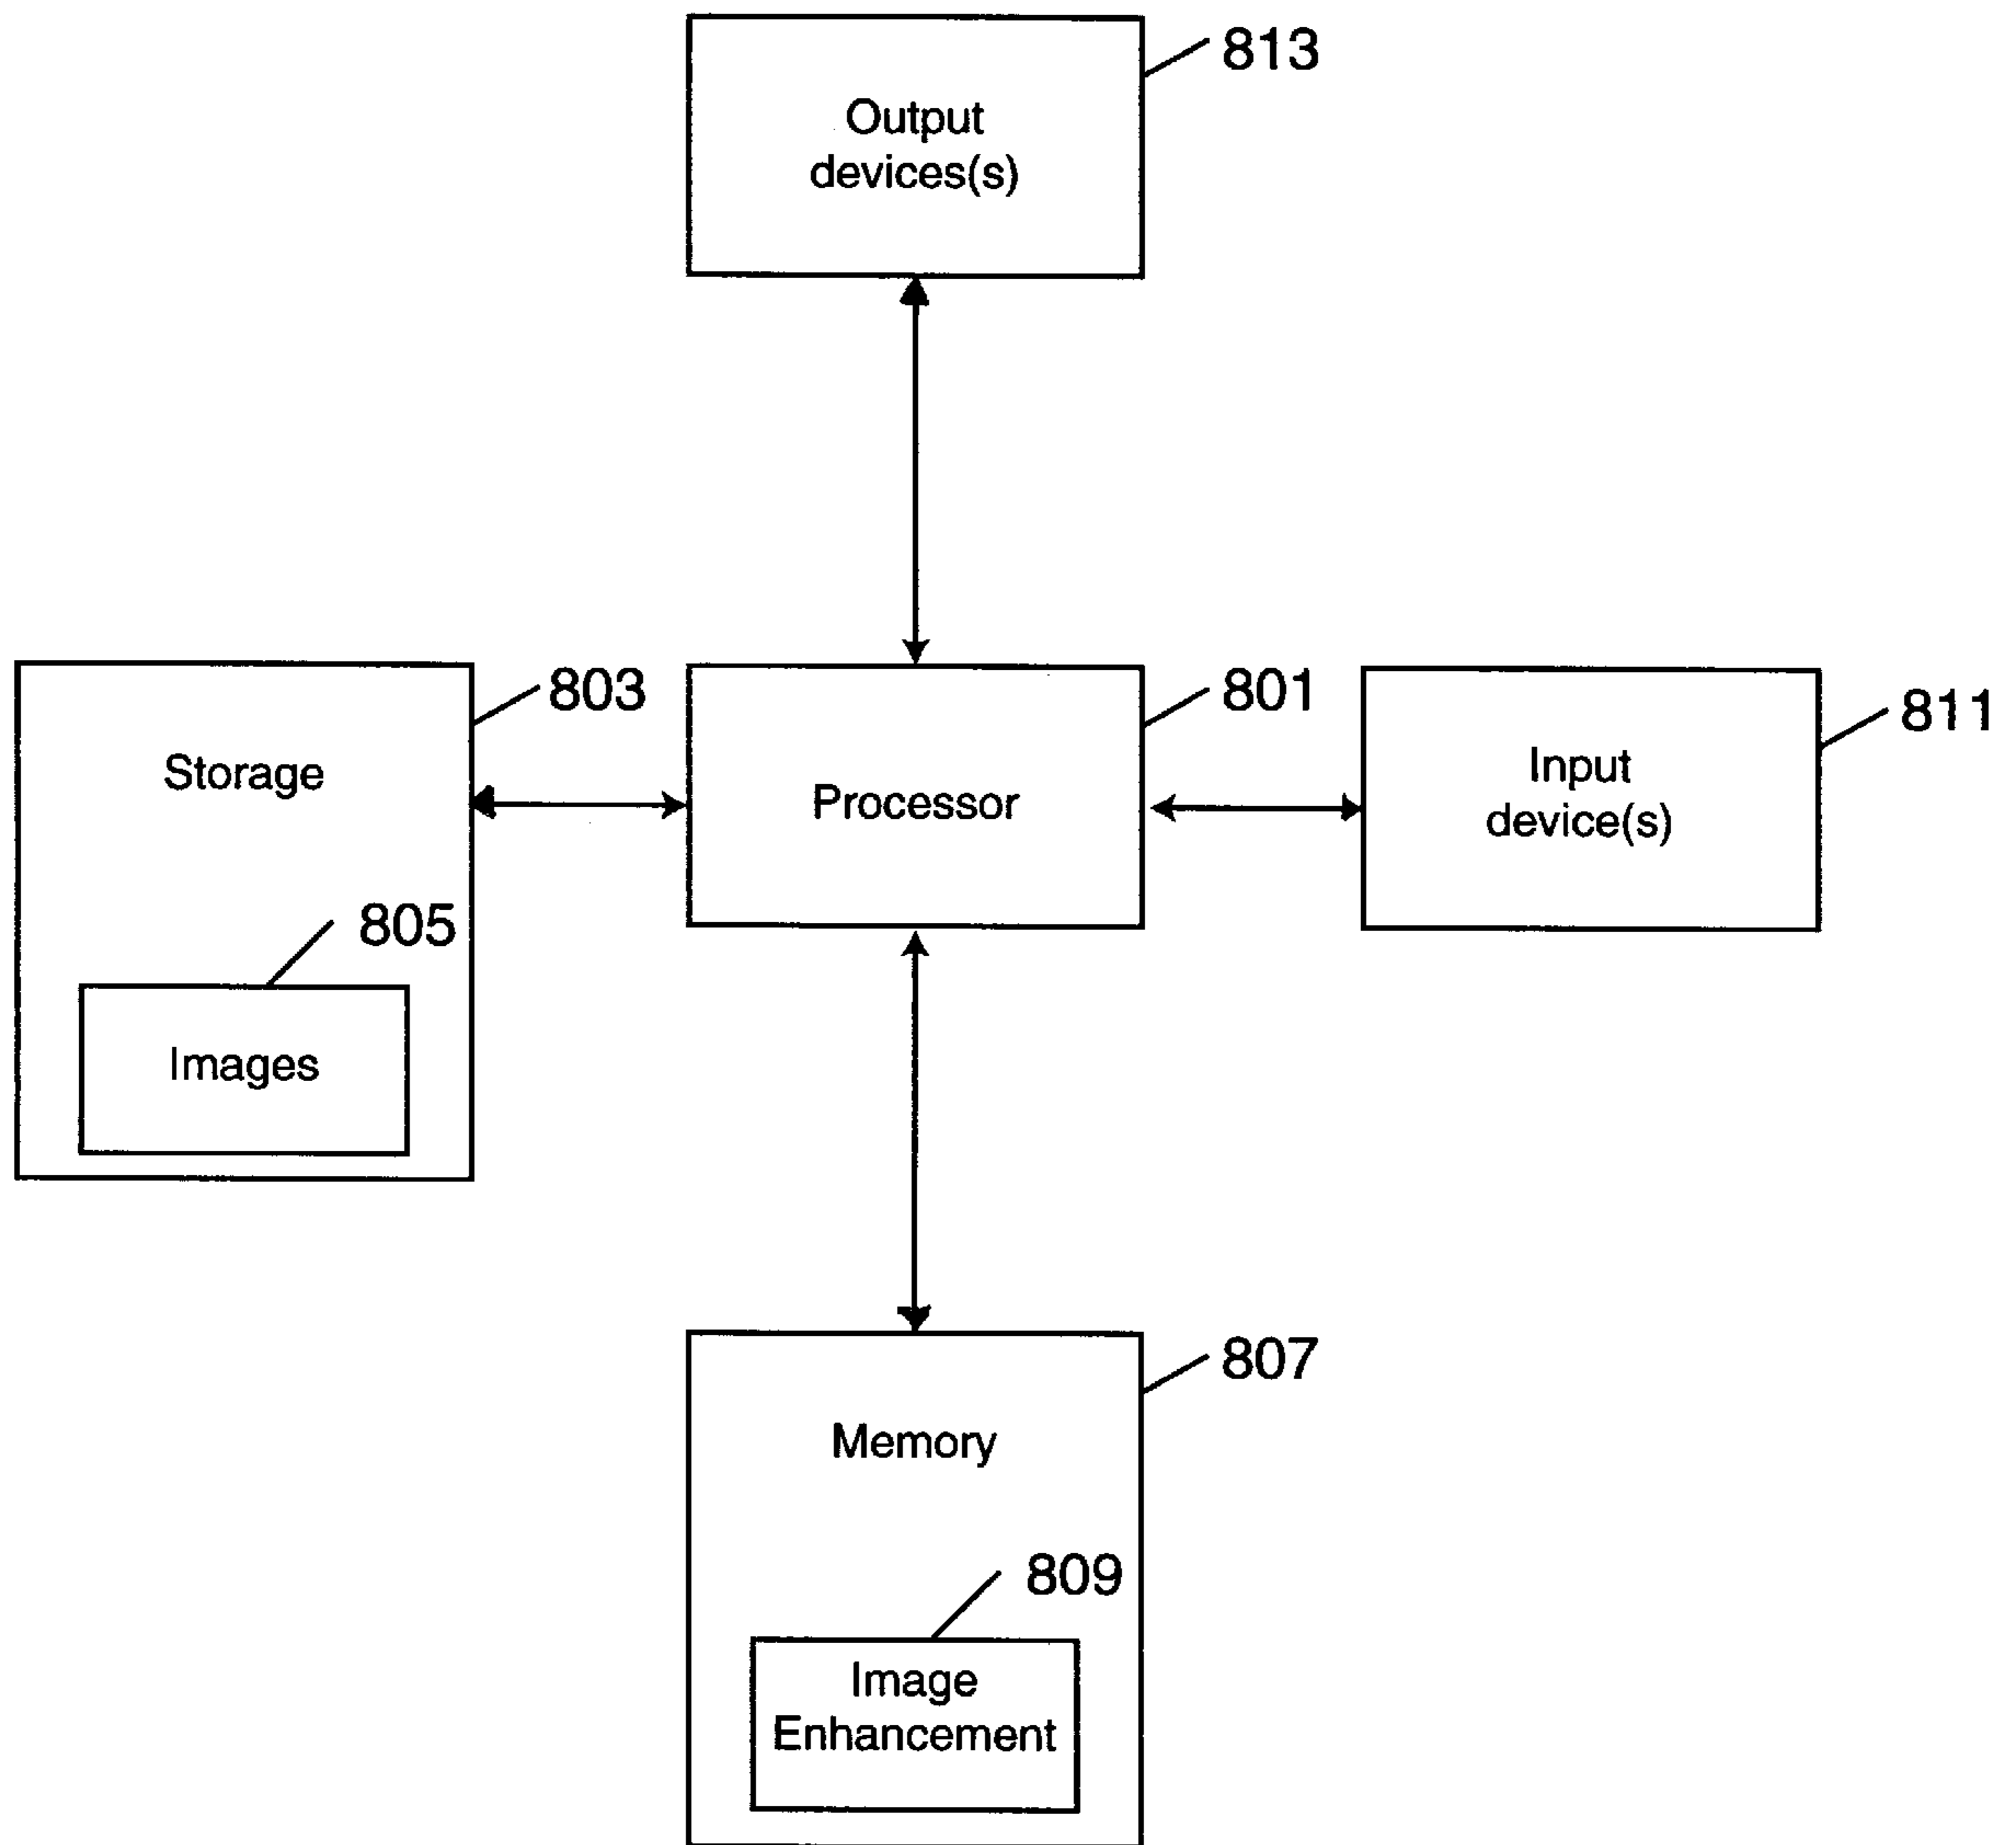 813
Output
devices(s)
803
801
811
Storage
Processor
Input
device(s)
805
Images
807
Memory
809
Image
Enhancement